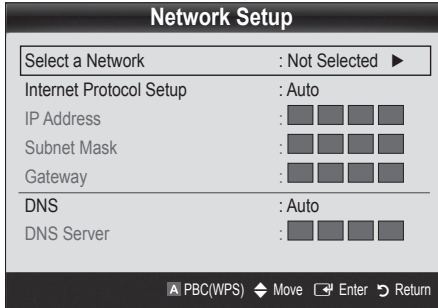 Network Setup
Select a Network : Not Selected ►
Internet Protocol Setup : Auto
IP Address :
Subnet Mask :
Gateway :
DNS : Auto
DNS Server :
A PBC(WPS) Move Enter Return